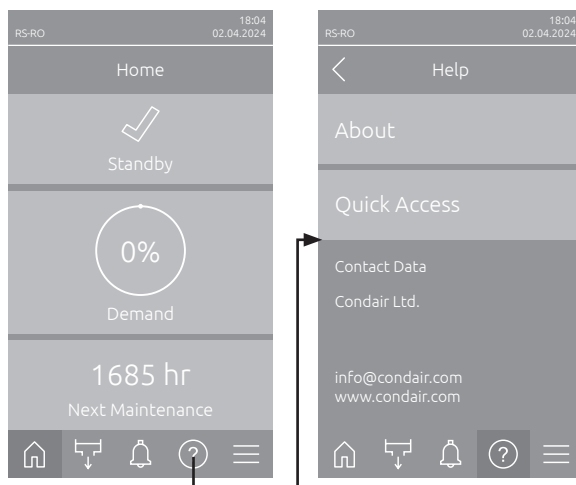 18:04
RS-RO 02.04.2024
Home
Standby
0%
Demand
1685 hr
Next Maintenance
?
18:04
RS-RO 02.04.2024
Help
About
Quick Access
Contact Data
Condair Ltd.
info@condair.com
www.condair.com
?